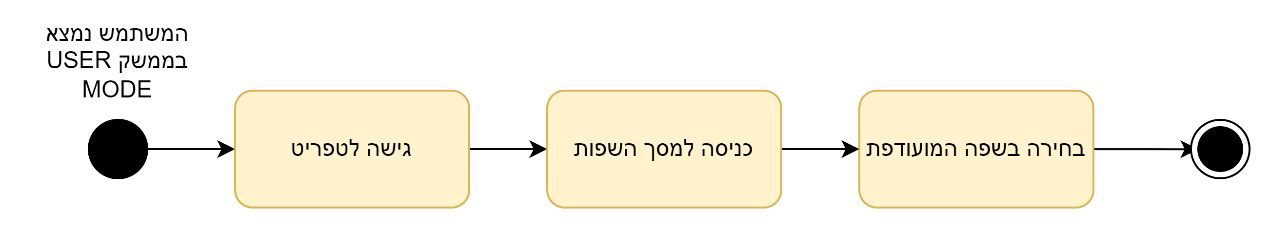 המשתמש נמצא
בממשק USER
MODE
גישה לטפריט
כניסה למסך השפות
בחירה בשפה המועודפת